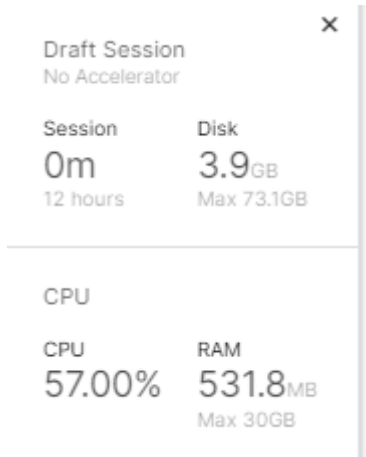 ×
Draft Session
No Accelerator
Session Disk
0m 3.9GB
12 hours Max 73.1GB
CPU
CPU RAM
57.00% 531.8MB
Max 30GB